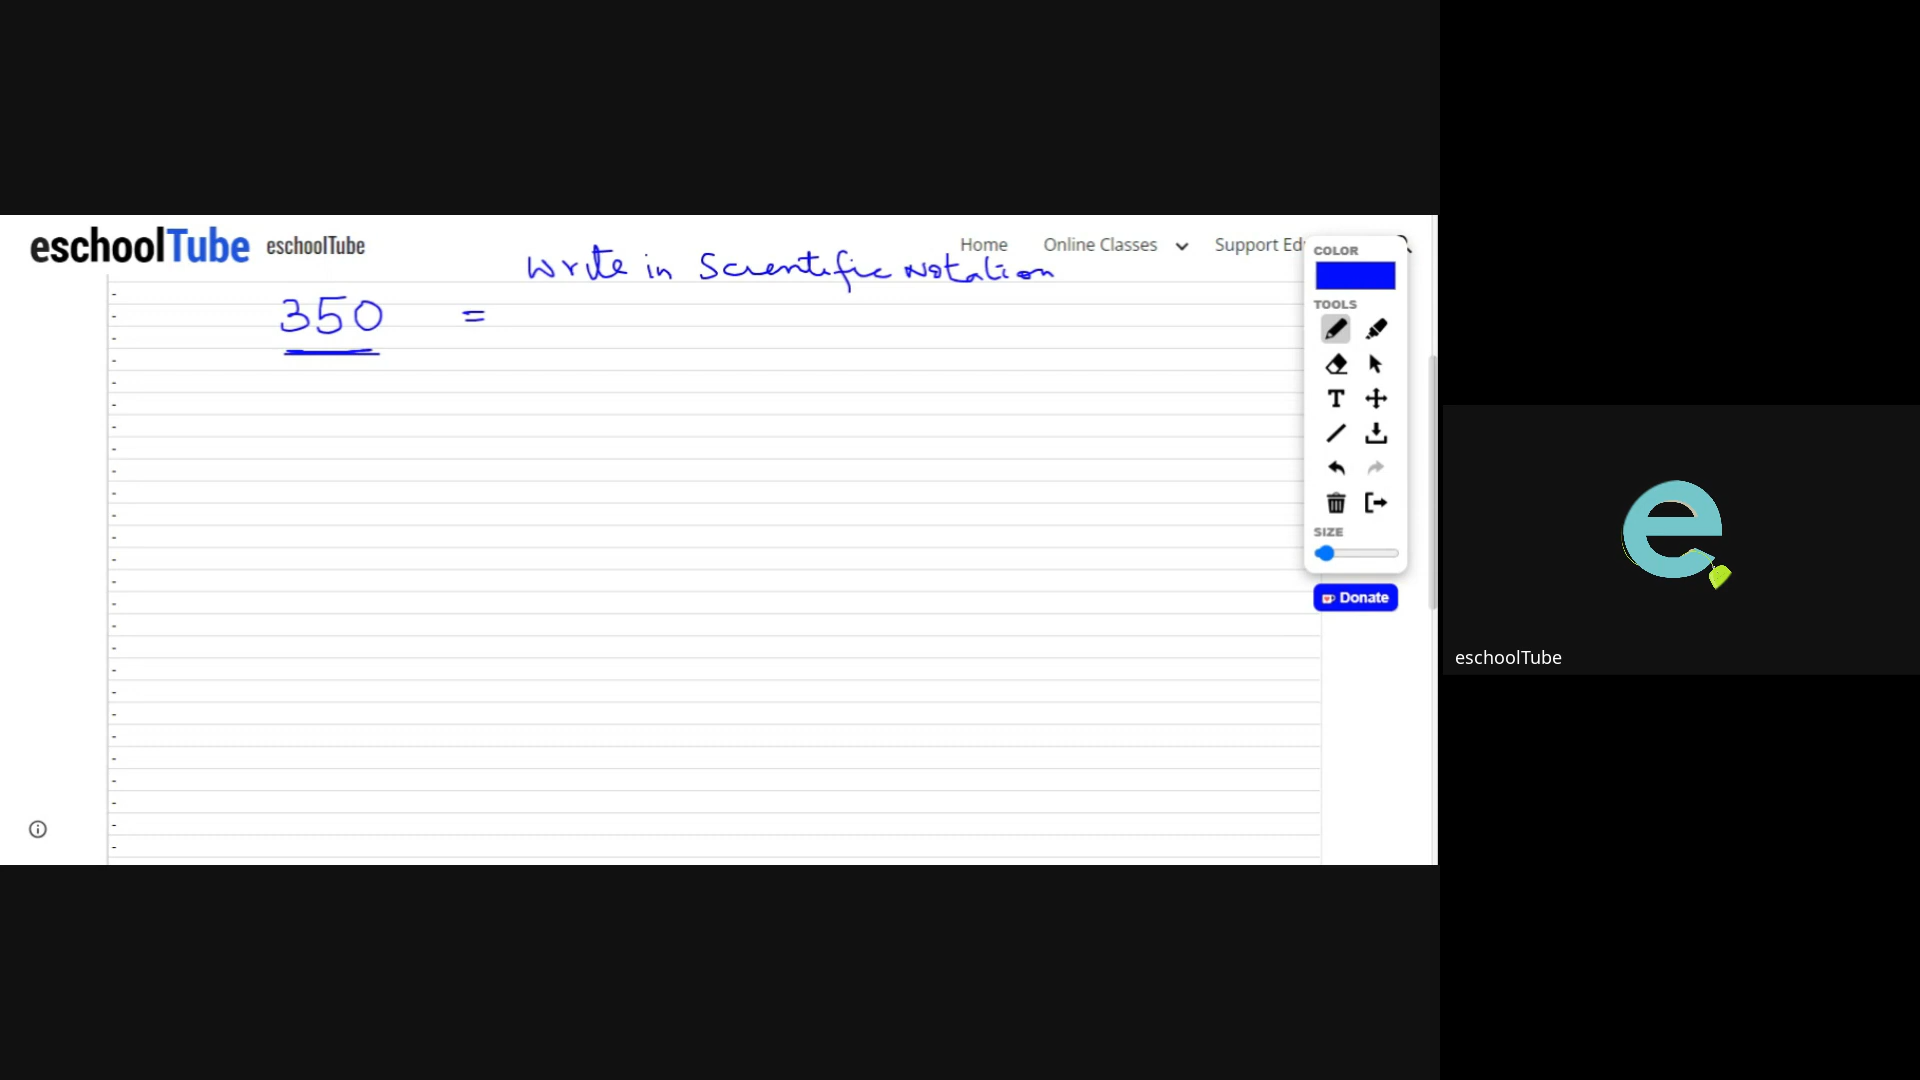 eschoolTube eschoolTube Home Online Classes Support Ed
Write in Scientific Notation
350 =
COLOR
TOOLS
T
SIZE
Donate
eschoolTube